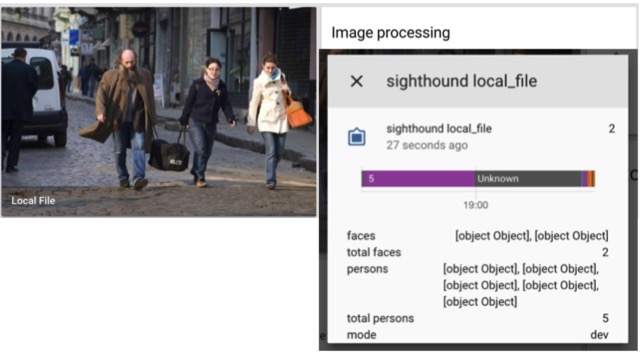 Local File
Image processing
sighthound local_file
sighthound local_file 2
27 seconds ago
5 Unknown
19:00
faces [object Object], [object Object]
total faces 2
persons [object Object], [object Object],
[object Object], [object Object],
[object Object]
total persons 5
mode dev